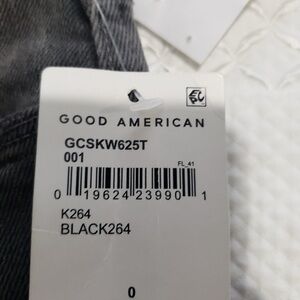 GOOD AMERICAN
GCSKW625T
001
FL_41
0 19624 23990 1
K264
BLACK264
0